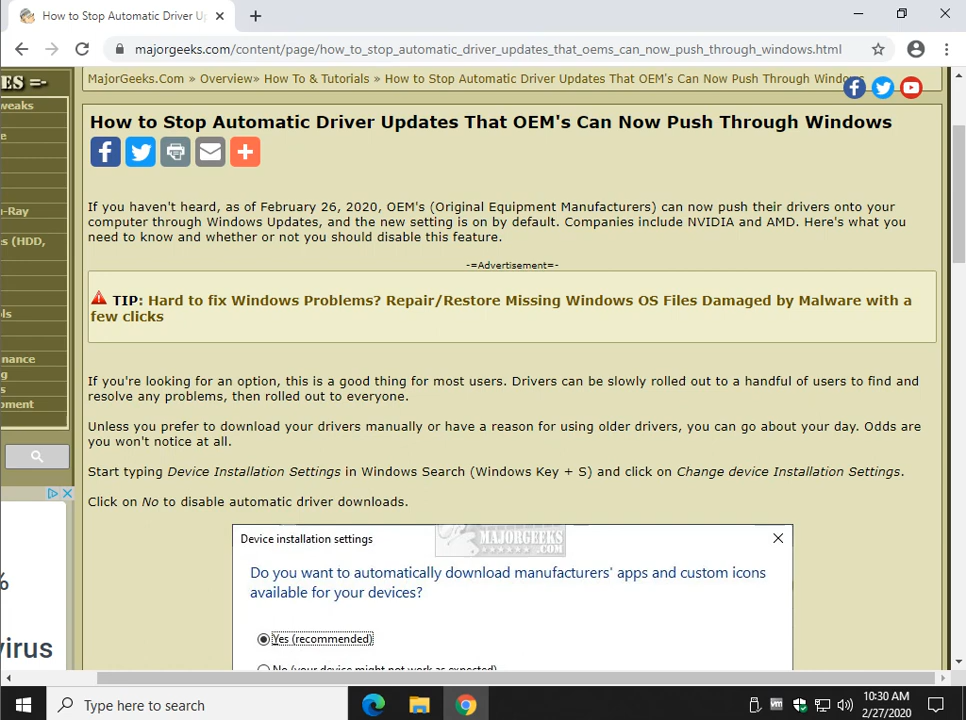 How to Stop Automatic Driver U
majorgeeks.com/content/page/how_to_stop_automatic_driver_updates_that_oems_can_now_push_through_windows.html
ES =-
weaks
e
-Ray
s (HDD,
ls
nance
g
s
opment
%
virus
MajorGeeks.Com » Overview» How To & Tutorials » How to Stop Automatic Driver Updates That OEM's Can Now Push Through Windows
How to Stop Automatic Driver Updates That OEM's Can Now Push Through Windows
If you haven't heard, as of February 26, 2020, OEM's (Original Equipment Manufacturers) can now push their drivers onto your
computer through Windows Updates, and the new setting is on by default. Companies include NVIDIA and AMD. Here's what you
need to know and whether or not you should disable this feature.
-=Advertisement=-
TIP: Hard to fix Windows Problems? Repair/Restore Missing Windows OS Files Damaged by Malware with a
few clicks
If you're looking for an option, this is a good thing for most users. Drivers can be slowly rolled out to a handful of users to find and
resolve any problems, then rolled out to everyone.
Unless you prefer to download your drivers manually or have a reason for using older drivers, you can go about your day. Odds are
you won't notice at all.
Start typing Device Installation Settings in Windows Search (Windows Key + S) and click on Change device Installation Settings.
Click on No to disable automatic driver downloads.
Device installation settings
MAJORGEEKS
.COM
Do you want to automatically download manufacturers' apps and custom icons
available for your devices?
Yes (recommended)
No (your device might not work as expected)
Type here to search
10:30 AM
2/27/2020